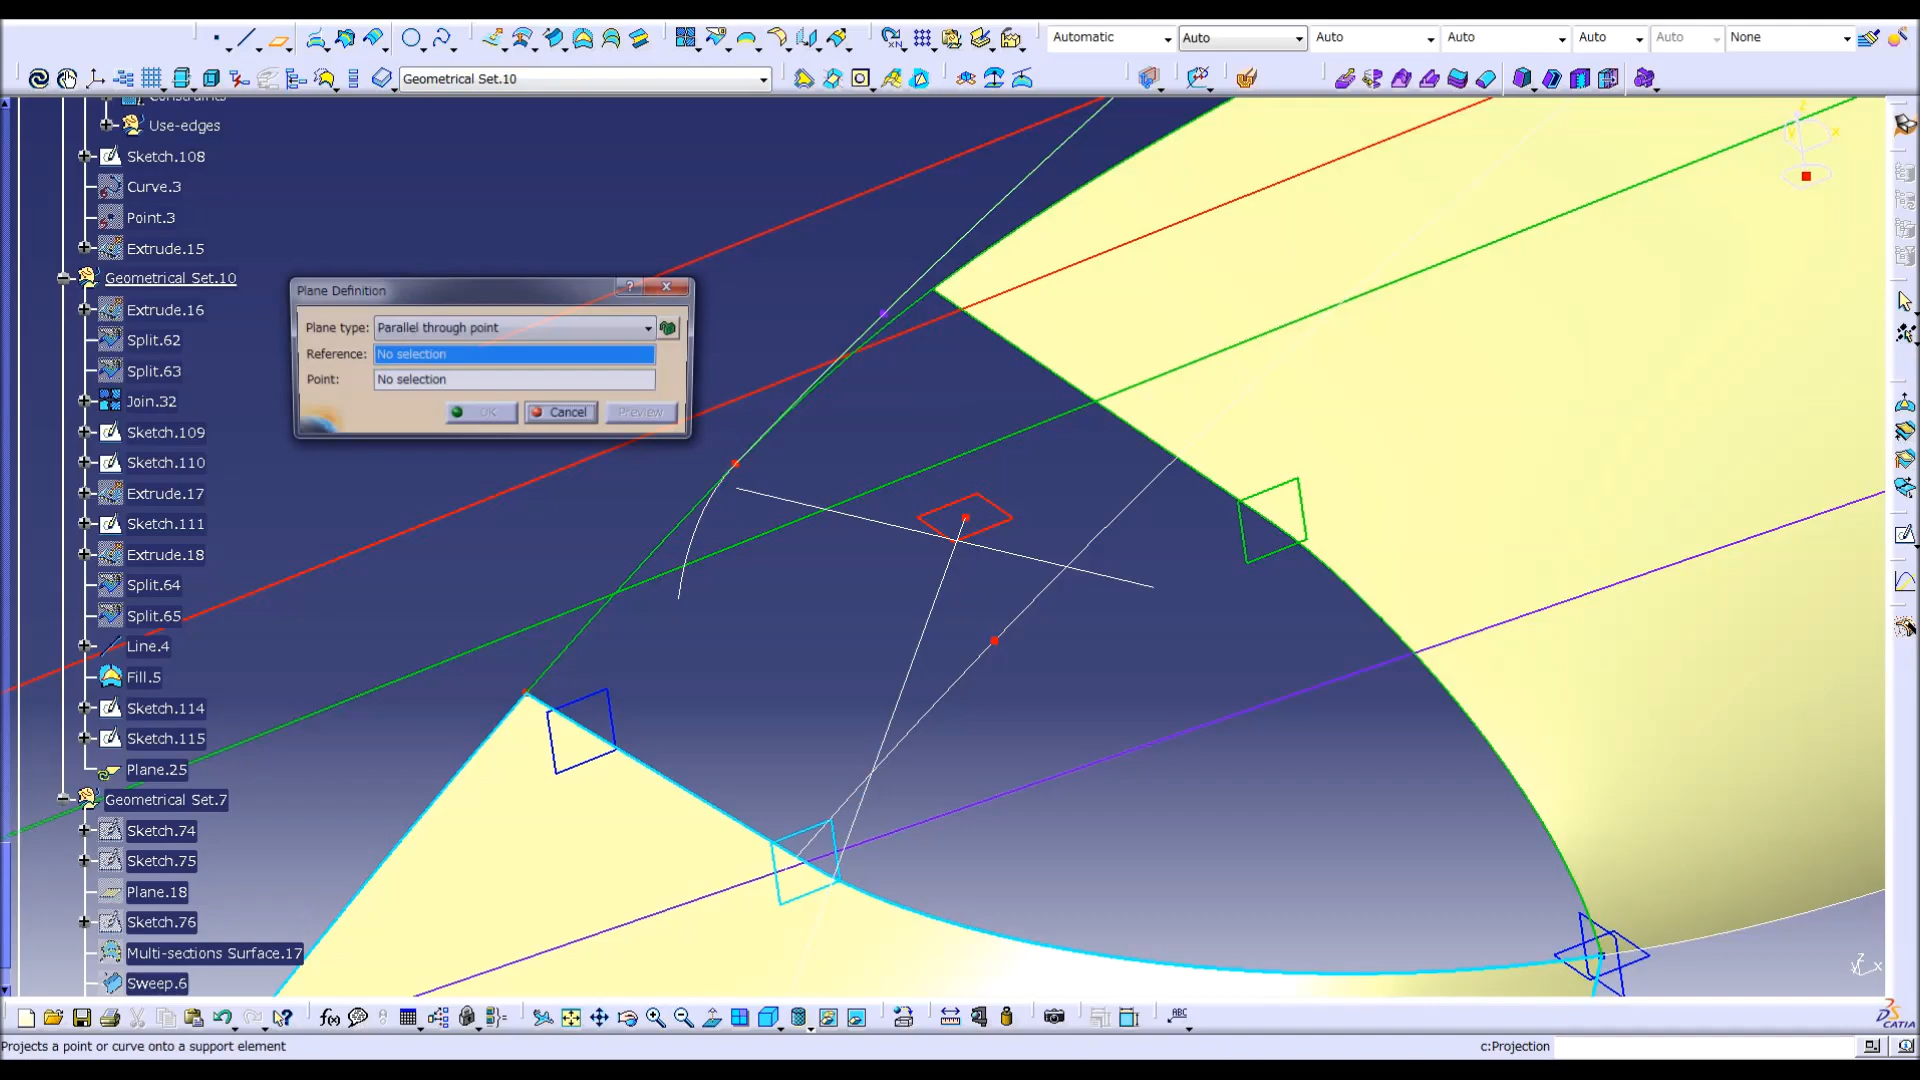 Automatic Auto Auto Auto Auto Auto None
Geometrical Set.10
Constraints
Use-edges
Sketch.108
Curve.3
Point.3
Extrude.15
Geometrical Set.10
Extrude.16
Split.62
Split.63
Join.32
Sketch.109
Sketch.110
Extrude.17
Sketch.111
Extrude.18
Split.64
Split.65
Line.4
Fill.5
Sketch.114
Sketch.115
Plane.25
Geometrical Set.7
Sketch.74
Sketch.75
Plane.18
Sketch.76
Multi-sections Surface.17
Sweep.6
Plane Definition
Plane type: Parallel through point
Reference: No selection
Point: No selection
OK Cancel Preview
z
y x
z
y x
f(x)
ABC
CATIA
Projects a point or curve onto a support element
c:Projection